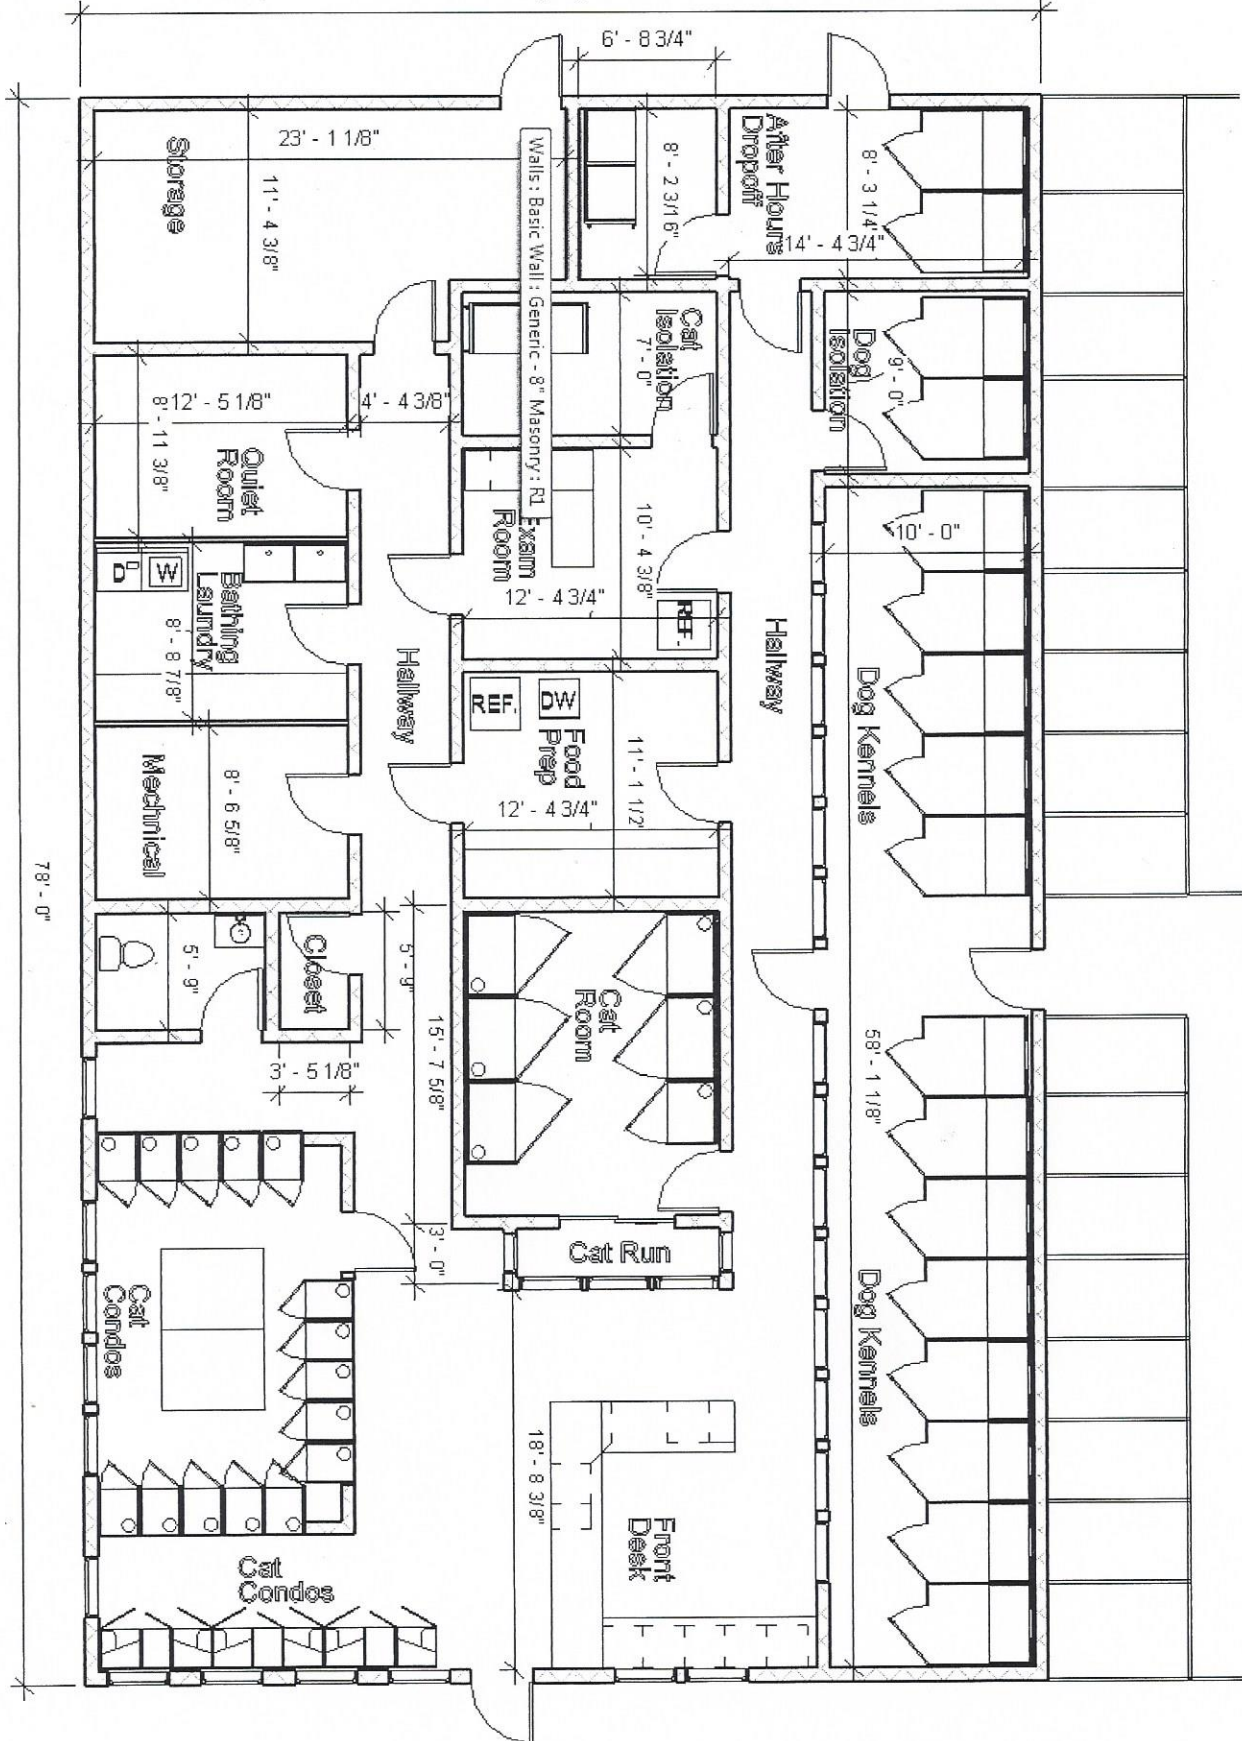 6' - 8 3/4"
23' - 1 1/8"
Storage
11' - 4 3/8"
Walls : Basic Wall : Generic - 8" Masonry : R1
8' - 2 3/16"
After Hours
Dropoff
8' - 3 1/4"
14' - 4 3/4"
Cat
Isolation
7' - 0"
Dog
Isolation
9' - 0"
12' - 5 1/8"
4' - 4 3/8"
8' - 11 3/8"
Quiet
Room
Exam
Room
10' - 4 3/8"
12' - 4 3/4"
REF.
10' - 0"
D
W
Bathing
Laundry
8' - 8 7/8"
Hallway
Hallway
Dog Kennels
REF.
DW
Food
Prep
11' - 1 1/2"
12' - 4 3/4"
Mechnical
8' - 6 5/8"
78' - 0"
5' - 9"
Closet
5' - 9"
15' - 7 5/8"
Cat
Room
3' - 5 1/8"
58' - 1 1/8"
3' - 0"
Cat Run
Cat
Condos
Dog Kennels
18' - 8 3/8"
Front
Desk
Cat
Condos